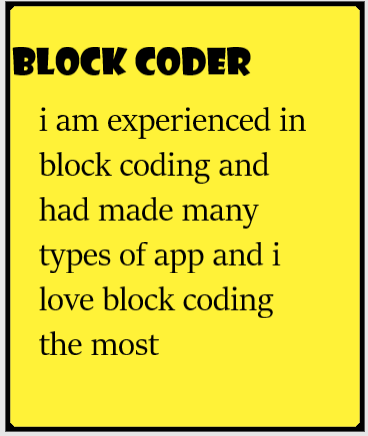 BLOCK CODER
i am experienced in
block coding and
had made many
types of app and i
love block coding
the most